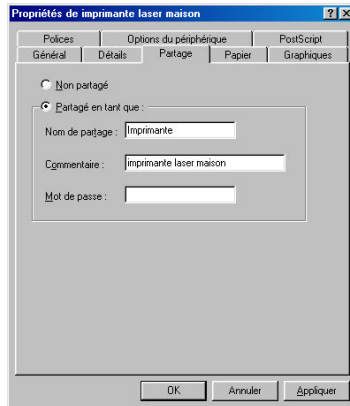 Propriétés de imprimante laser maison
Polices Options du périphérique PostScript
Général Détails Partage Papier Graphiques
Non partagé
Partagé en tant que :
Nom de partage : Imprimante
Commentaire : imprimante laser maison
Mot de passe :
OK Annuler Appliquer